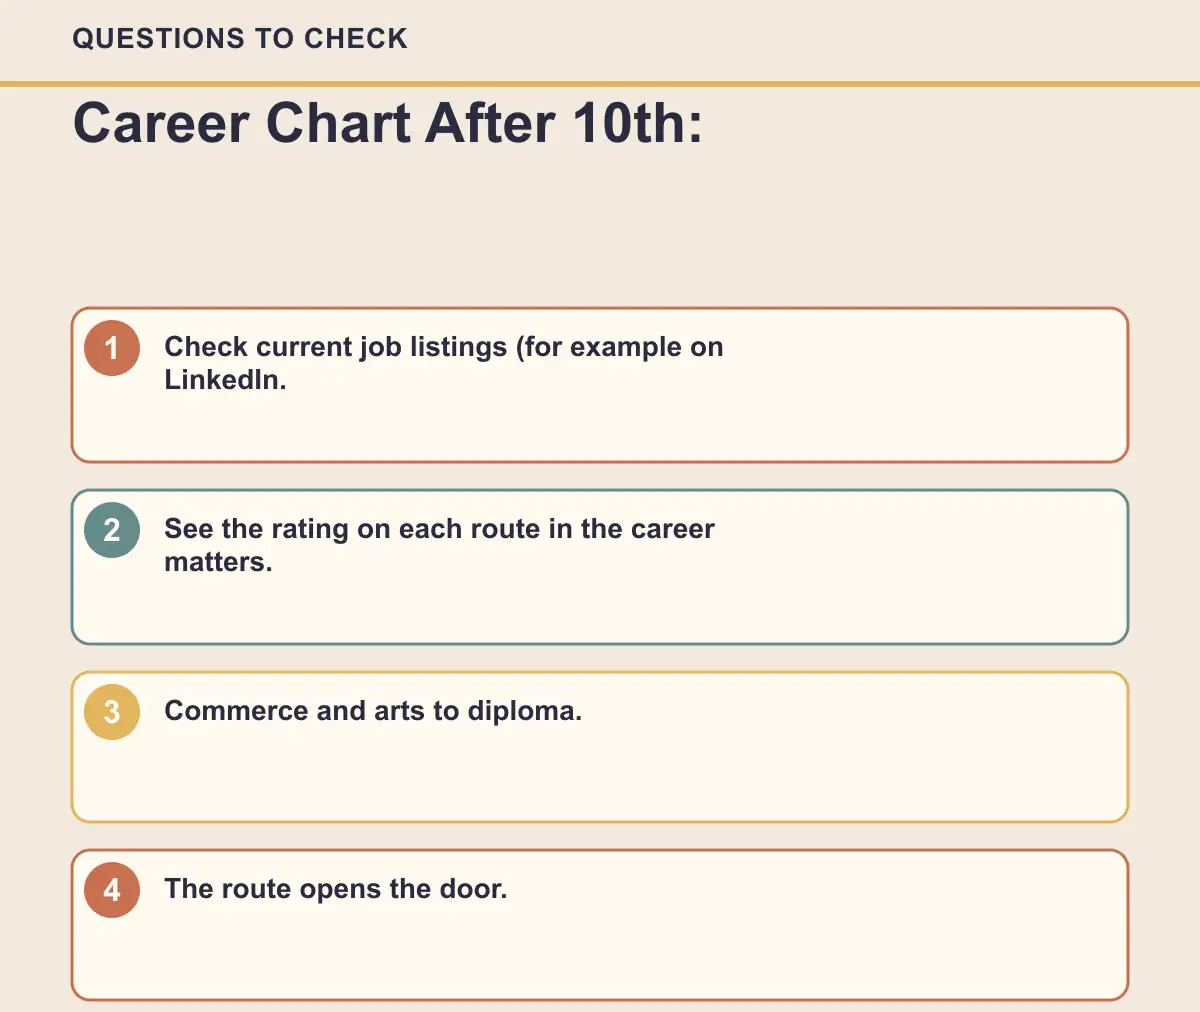 QUESTIONS TO CHECK
Career Chart After 10th:
1
Check current job listings (for example on
LinkedIn.
2
See the rating on each route in the career
matters.
3
Commerce and arts to diploma.
4
The route opens the door.